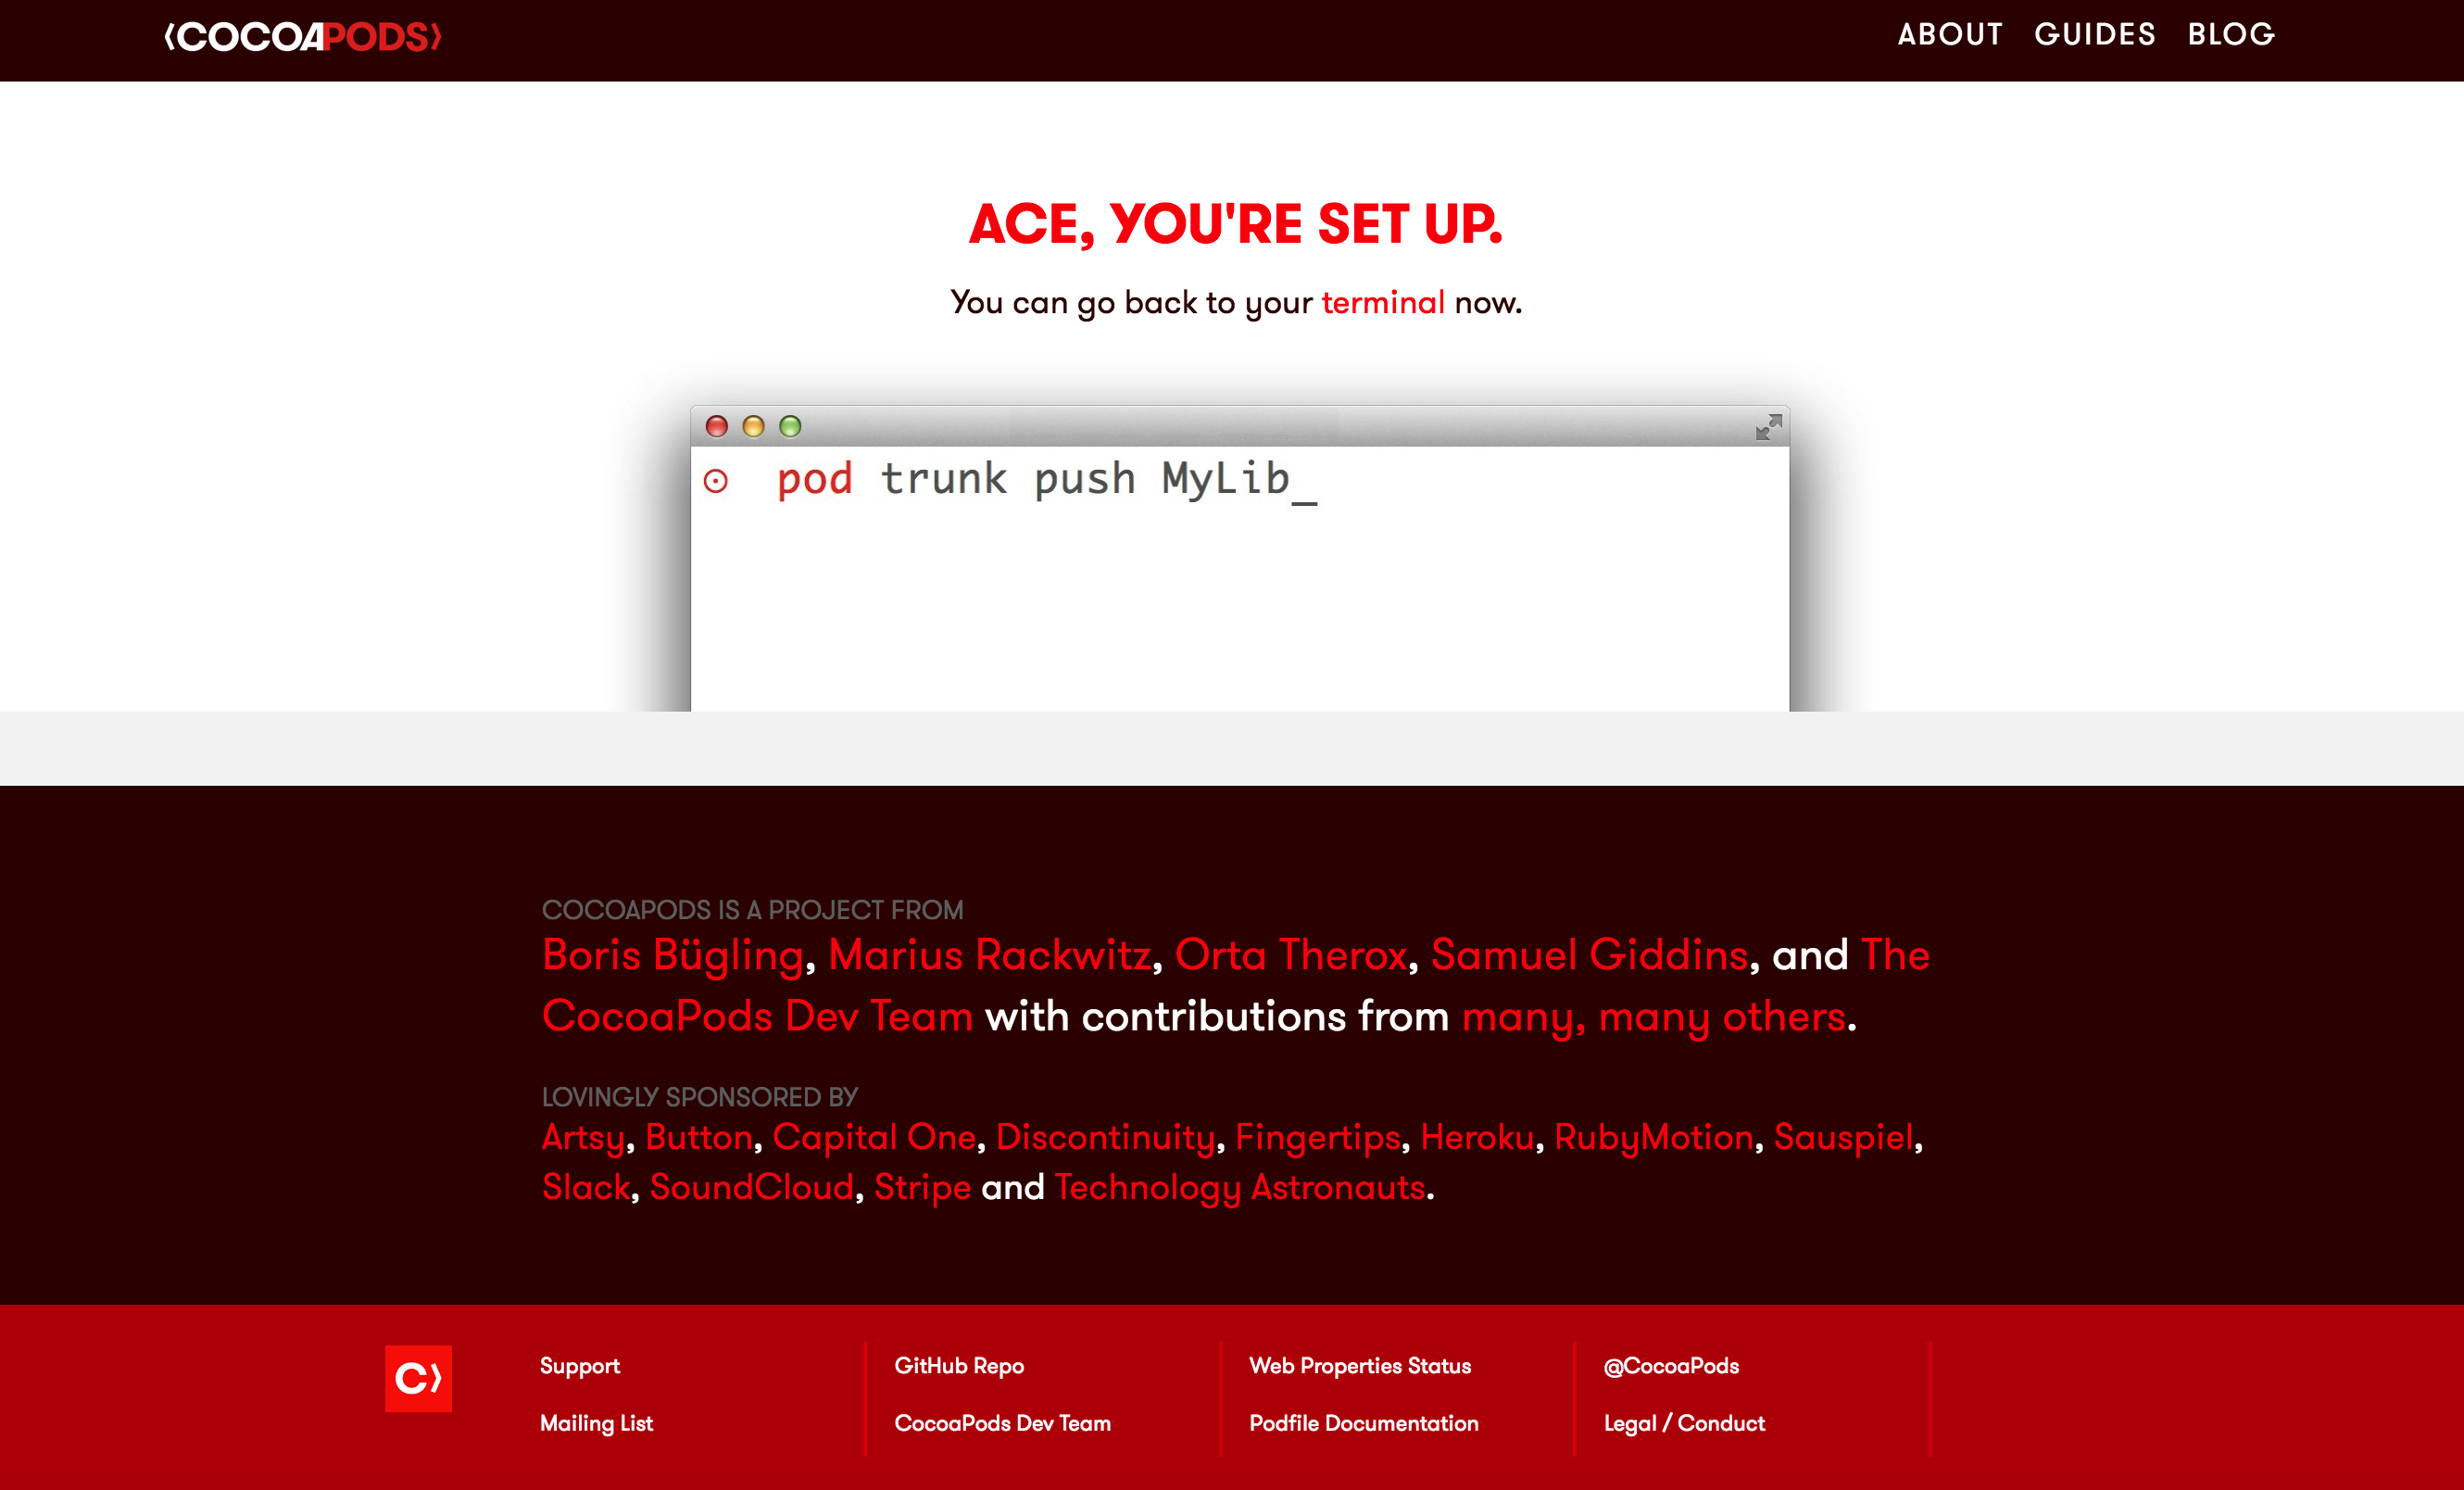 COCOAPODS
ABOUT GUIDES BLOG
ACE, YOU'RE SET UP.
You can go back to your terminal now.
pod trunk push MyLib_
COCOAPODS IS A PROJECT FROM
Boris Bügling, Marius Rackwitz, Orta Therox, Samuel Giddins, and The
CocoaPods Dev Team with contributions from many, many others.
LOVINGLY SPONSORED BY
Artsy, Button, Capital One, Discontinuity, Fingertips, Heroku, RubyMotion, Sauspiel,
Slack, SoundCloud, Stripe and Technology Astronauts.
C⟩
Support
Mailing List
GitHub Repo
CocoaPods Dev Team
Web Properties Status
Podfile Documentation
@CocoaPods
Legal / Conduct